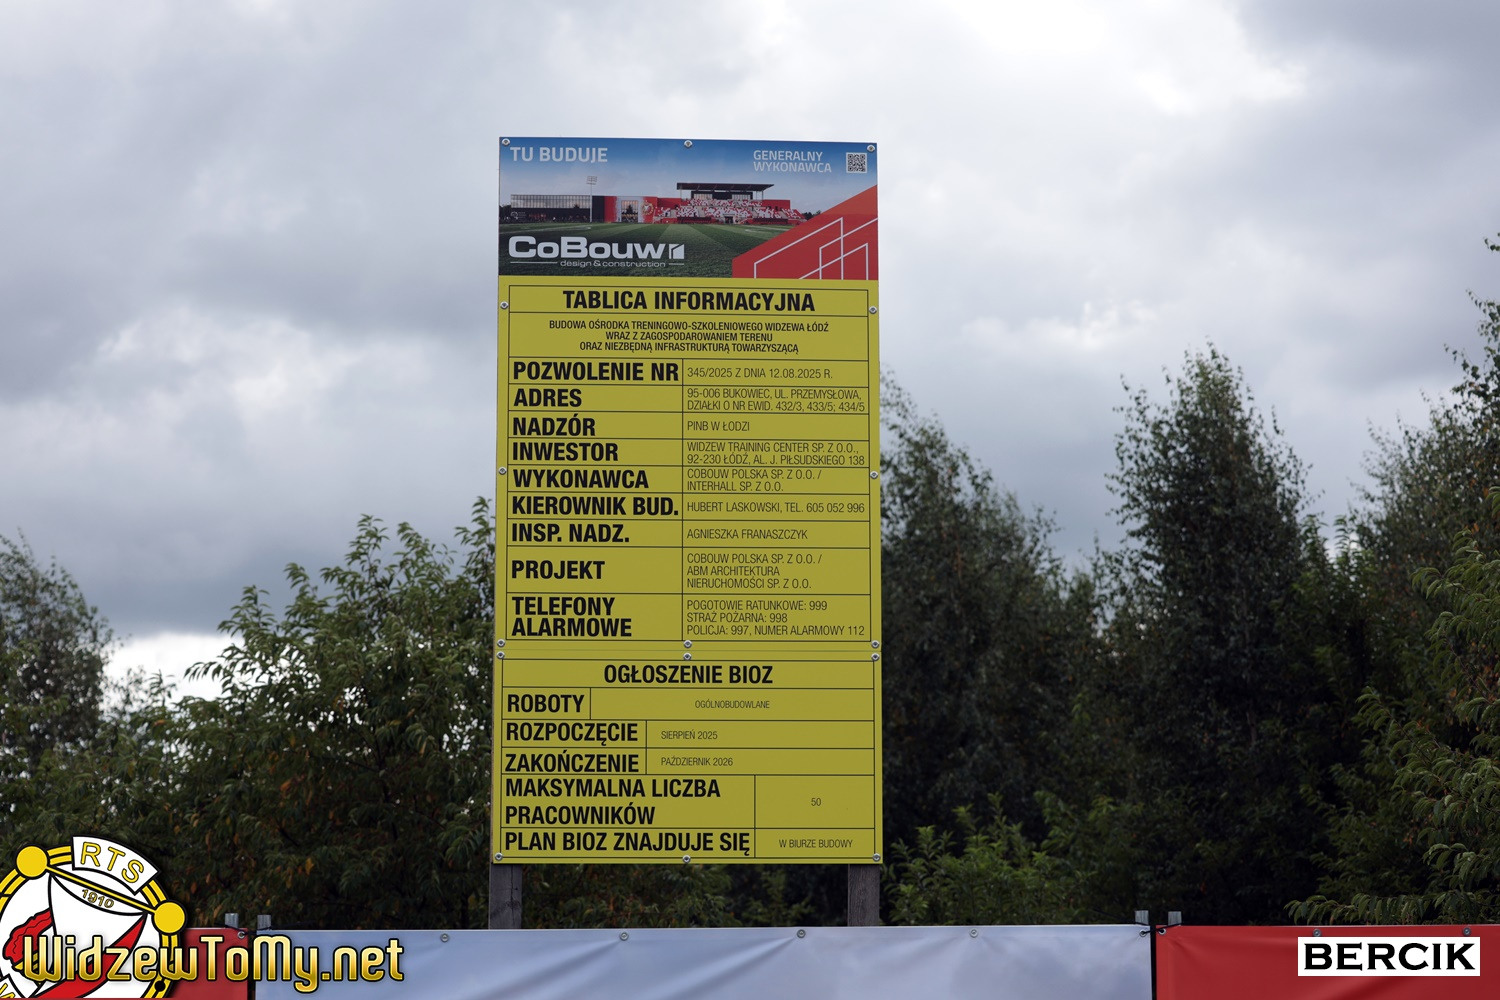 TU BUDUJE
GENERALNY
WYKONAWCA
COBOUW
design & construction
TABLICA INFORMACYJNA
BUDOWA OŚRODKA TRENINGOWO-SZKOLENIOWEGO WIDZEWA ŁÓDŹ
WRAZ Z ZAGOSPODAROWANIEM TERENU
ORAZ NIEZBĘDNĄ INFRASTRUKTURĄ TOWARZYSZĄCĄ
POZWOLENIE NR 345/2025 Z DNIA 12.08.2025 R.
ADRES 95-006 BUKOWIEC, UL. PRZEMYSŁOWA,
DZIAŁKI O NR EWID. 432/3, 433/5; 434/5
NADZÓR PINB W ŁODZI
INWESTOR WIDZEW TRAINING CENTER SP. Z O.O.,
92-230 ŁÓDŹ, AL. J. PIŁSUDSKIEGO 138
WYKONAWCA COBOUW POLSKA SP. Z O.O. /
INTERHALL SP. Z O.O.
KIEROWNIK BUD. HUBERT LASKOWSKI, TEL. 605 052 996
INSP. NADZ. AGNIESZKA FRANASZCZYK
PROJEKT COBOUW POLSKA SP. Z O.O. /
ABM ARCHITEKTURA
NIERUCHOMOŚCI SP. Z O.O.
TELEFONY
ALARMOWE
POGOTOWIE RATUNKOWE: 999
STRAŻ POŻARNA: 998
POLICJA: 997, NUMER ALARMOWY 112
OGŁOSZENIE BIOZ
ROBOTY OGÓLNOBUDOWLANE
ROZPOCZĘCIE SIERPIEŃ 2025
ZAKOŃCZENIE PAŹDZIERNIK 2026
MAKSYMALNA LICZBA
PRACOWNIKÓW 50
PLAN BIOZ ZNAJDUJE SIĘ W BIURZE BUDOWY
RTS
1910
WidzewToMy.net
BERCIK